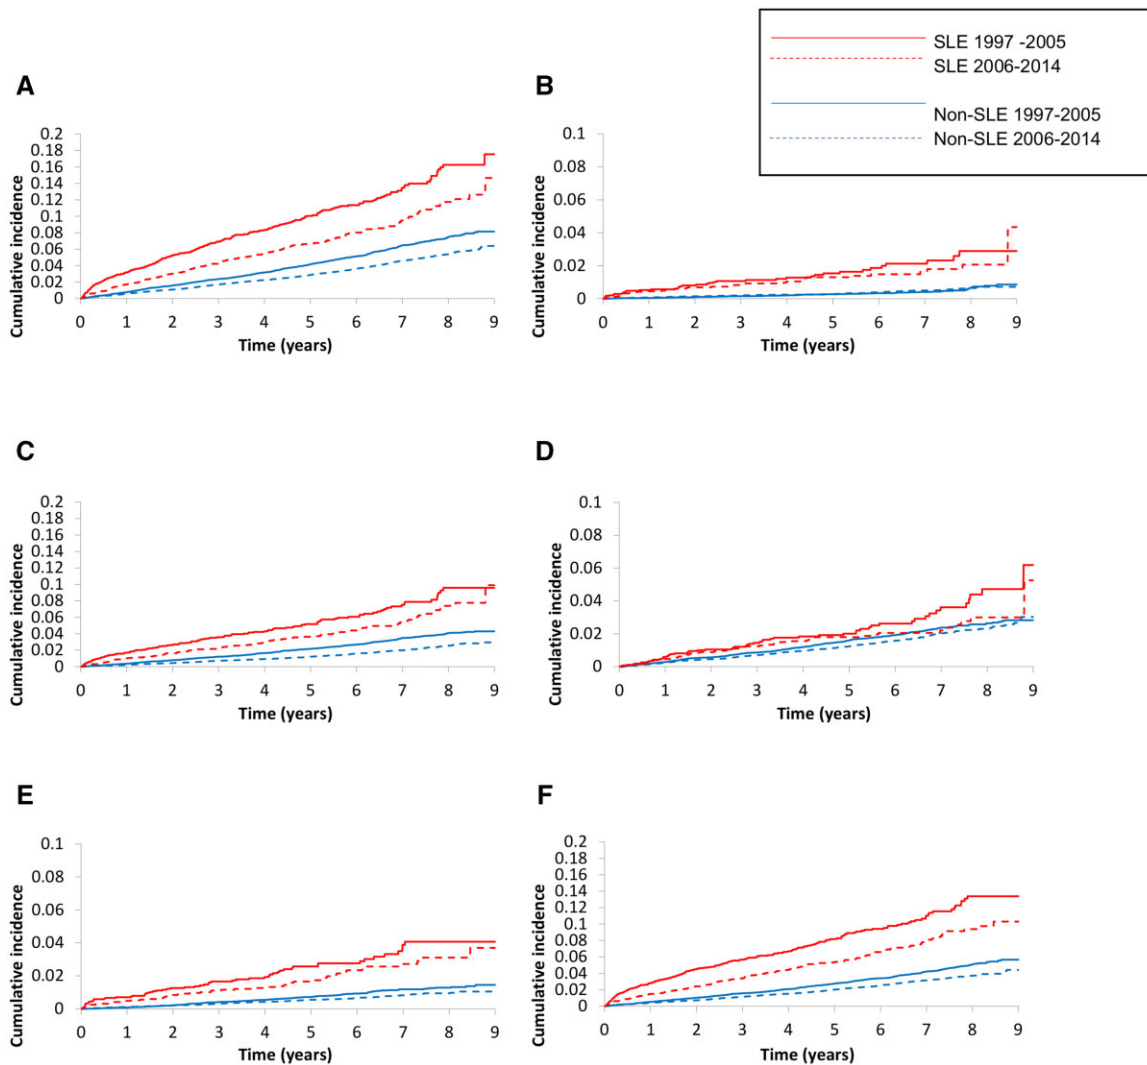 SLE 1997 -2005
SLE 2006-2014
Non-SLE 1997-2005
Non-SLE 2006-2014
A
Cumulative incidence
0.2
0.18
0.16
0.14
0.12
0.1
0.08
0.06
0.04
0.02
0
0 1 2 3 4 5 6 7 8 9
Time (years)
B
Cumulative incidence
0.1
0.08
0.06
0.04
0.02
0
0 1 2 3 4 5 6 7 8 9
Time (years)
C
Cumulative incidence
0.2
0.18
0.16
0.14
0.12
0.1
0.08
0.06
0.04
0.02
0
0 1 2 3 4 5 6 7 8 9
Time (years)
D
Cumulative incidence
0.1
0.08
0.06
0.04
0.02
0
0 1 2 3 4 5 6 7 8 9
Time (years)
E
Cumulative incidence
0.1
0.08
0.06
0.04
0.02
0
0 1 2 3 4 5 6 7 8 9
Time (years)
F
Cumulative incidence
0.2
0.18
0.16
0.14
0.12
0.1
0.08
0.06
0.04
0.02
0
0 1 2 3 4 5 6 7 8 9
Time (years)